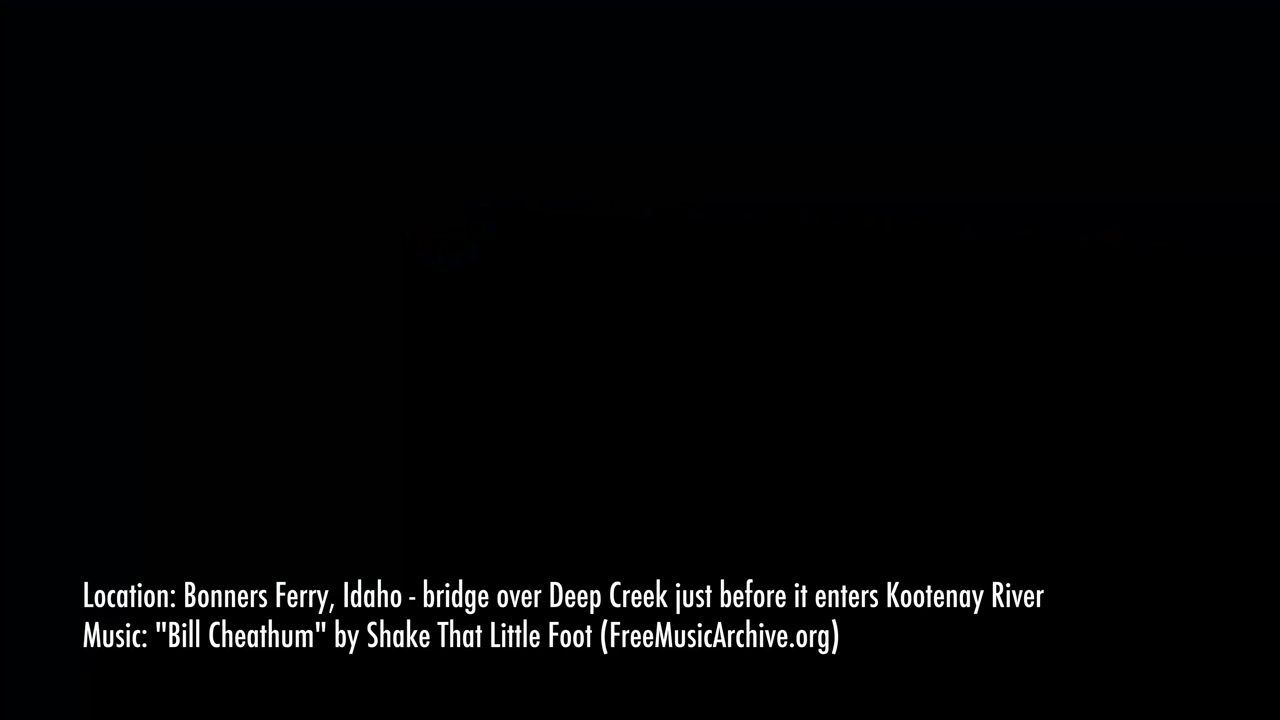 Location: Bonners Ferry, Idaho - bridge over Deep Creek just before it enters Kootenay River
Music: "Bill Cheathum" by Shake That Little Foot (FreeMusicArchive.org)